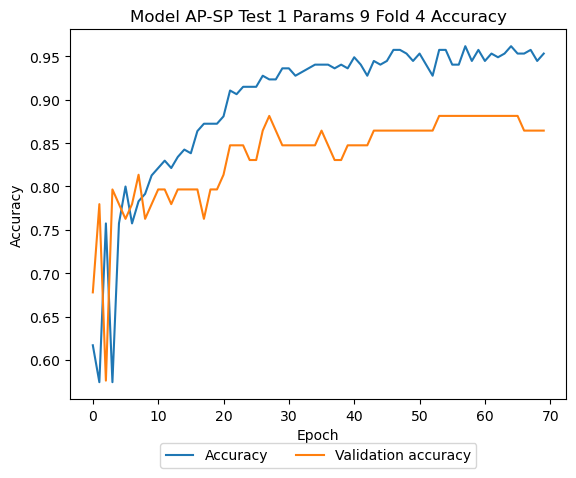 Model AP-SP Test 1 Params 9 Fold 4 Accuracy
Accuracy
0.95
0.90
0.85
0.80
0.75
0.70
0.65
0.60
0 10 20 30 40 50 60 70
Epoch
Accuracy Validation accuracy